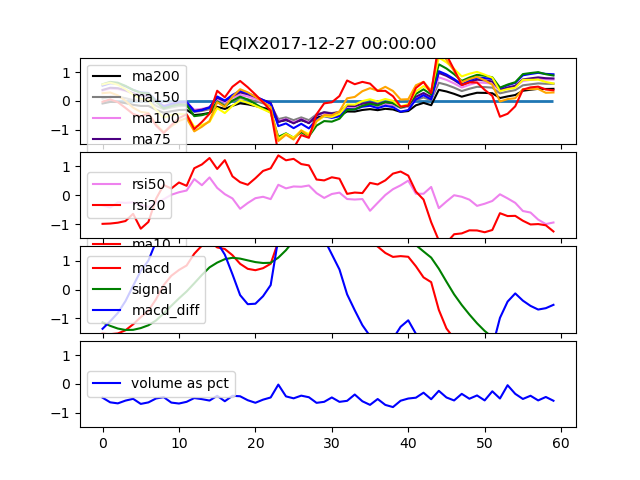 EQIX2017-12-27 00:00:00
1
0
−1
ma200
ma150
ma100
ma75
1
0
−1
rsi50
rsi20
ma10
1
0
−1
macd
signal
macd_diff
1
0
−1
volume as pct
0 10 20 30 40 50 60